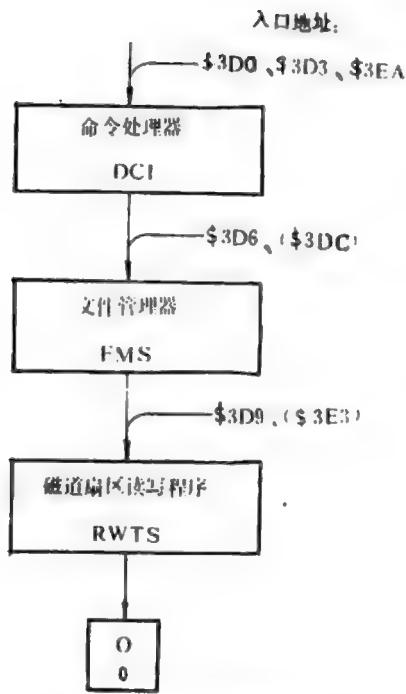 入口地址：
$3D0、$3D3、$3EA
命令处理器
DCI
$3D6、($3DC)
文件管理器
FMS
$3D9、($3E3)
磁道扇区读写程序
RWTS
O
0